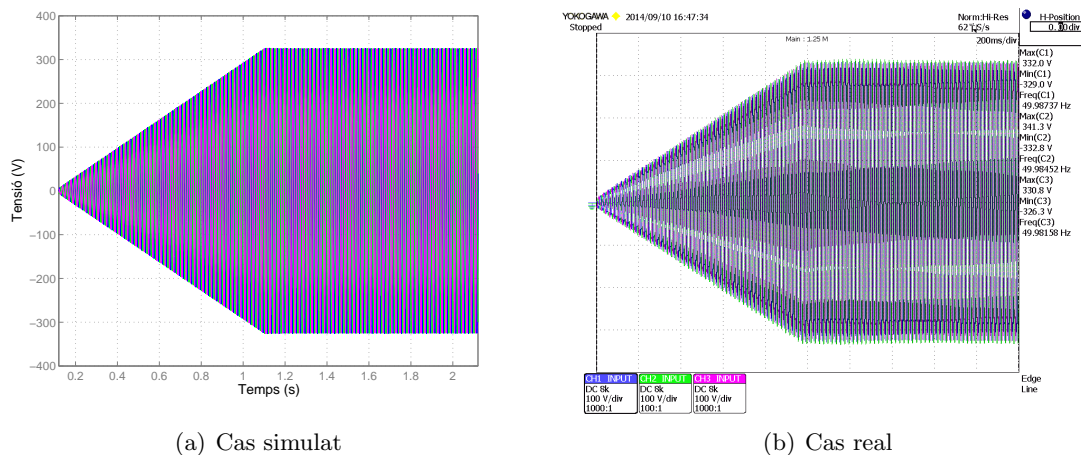 400
300
200
100
0
−100
−200
−300
−400
Tensió (V)
0.2 0.4 0.6 0.8 1 1.2 1.4 1.6 1.8 2
Temps (s)
(a) Cas simulat
YOKOGAWA 2014/09/10 16:47:34
Stopped
Norm:Hi-Res
H-Position
200ms/div
Main : 1.25 M
Max(C1)
332.0 V
Min(C1)
-329.0 V
Freq(C1)
49.98737 Hz
Max(C2)
341.3 V
Min(C2)
-332.8 V
Freq(C2)
49.98452 Hz
Max(C3)
330.8 V
Min(C3)
-326.3 V
Freq(C3)
49.98158 Hz
CH1 INPUT CH2 INPUT CH3 INPUT
DC 8k DC 8k DC 8k
100 V/div 100 V/div 100 V/div
1000:1 100:1 1000:1
Edge
Line
(b) Cas real